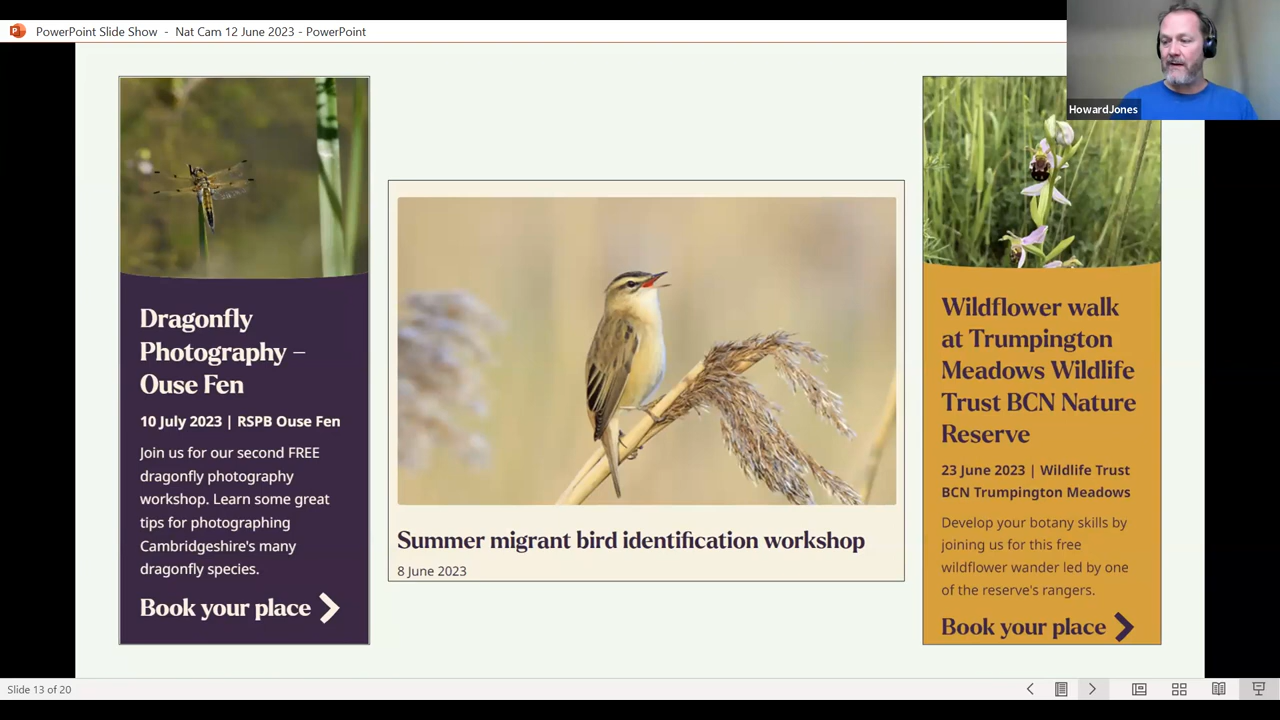 PowerPoint Slide Show - Nat Cam 12 June 2023 - PowerPoint
HowardJones
Dragonfly
Photography –
Ouse Fen
10 July 2023 | RSPB Ouse Fen
Join us for our second FREE
dragonfly photography
workshop. Learn some great
tips for photographing
Cambridgeshire's many
dragonfly species.
Book your place
Summer migrant bird identification workshop
8 June 2023
Wildflower walk
at Trumpington
Meadows Wildlife
Trust BCN Nature
Reserve
23 June 2023 | Wildlife Trust
BCN Trumpington Meadows
Develop your botany skills by
joining us for this free
wildflower wander led by one
of the reserve's rangers.
Book your place
Slide 13 of 20